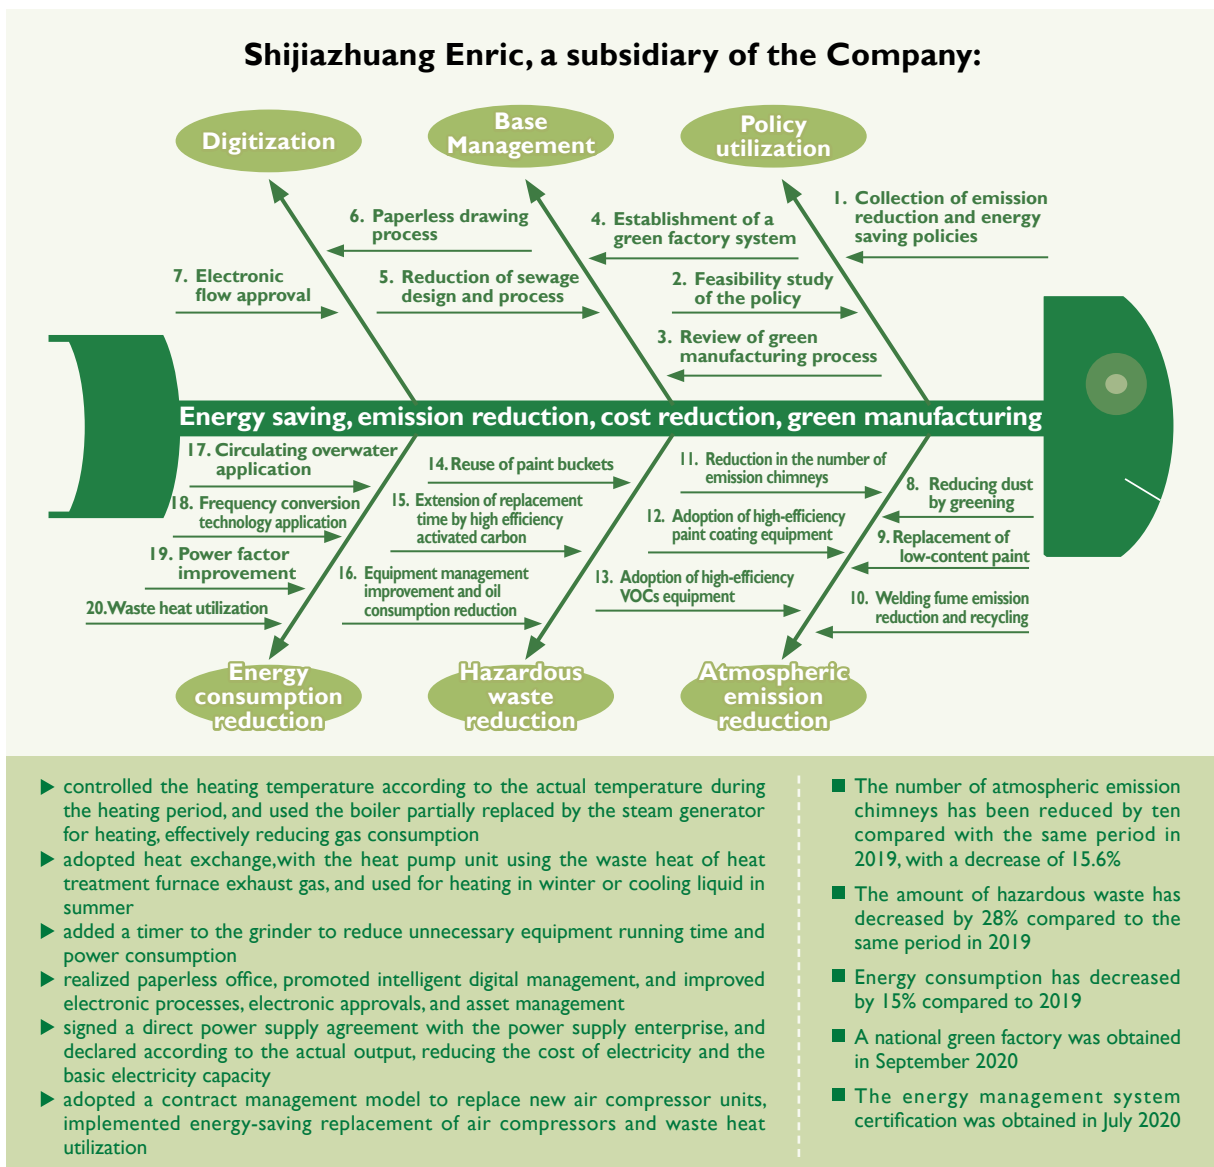 Shijiazhuang Enric, a subsidiary of the Company:
Digitization
Base
Management
Policy
utilization
1. Collection of emission
reduction and energy
saving policies
6. Paperless drawing
process
4. Establishment of a
green factory system
7. Electronic
flow approval
5. Reduction of sewage
design and process
2. Feasibility study
of the policy
3. Review of green
manufacturing process
Energy saving, emission reduction, cost reduction, green manufacturing
17. Circulating overwater
application
18. Frequency conversion
technology application
19. Power factor
improvement
20.Waste heat utilization
14. Reuse of paint buckets
15. Extension of replacement
time by high efficiency
activated carbon
16. Equipment management
improvement and oil
consumption reduction
11. Reduction in the number of
emission chimneys
12. Adoption of high-efficiency
paint coating equipment
13. Adoption of high-efficiency
VOCs equipment
8. Reducing dust
by greening
9. Replacement of
low-content paint
10. Welding fume emission
reduction and recycling
Energy
consumption
reduction
Hazardous
waste
reduction
Atmospheric
emission
reduction
▶ controlled the heating temperature according to the actual temperature during
the heating period, and used the boiler partially replaced by the steam generator
for heating, effectively reducing gas consumption
▶ adopted heat exchange,with the heat pump unit using the waste heat of heat
treatment furnace exhaust gas, and used for heating in winter or cooling liquid in
summer
▶ added a timer to the grinder to reduce unnecessary equipment running time and
power consumption
▶ realized paperless office, promoted intelligent digital management, and improved
electronic processes, electronic approvals, and asset management
▶ signed a direct power supply agreement with the power supply enterprise, and
declared according to the actual output, reducing the cost of electricity and the
basic electricity capacity
▶ adopted a contract management model to replace new air compressor units,
implemented energy-saving replacement of air compressors and waste heat
utilization
■ The number of atmospheric emission
chimneys has been reduced by ten
compared with the same period in
2019, with a decrease of 15.6%
■ The amount of hazardous waste has
decreased by 28% compared to the
same period in 2019
■ Energy consumption has decreased
by 15% compared to 2019
■ A national green factory was obtained
in September 2020
■ The energy management system
certification was obtained in July 2020